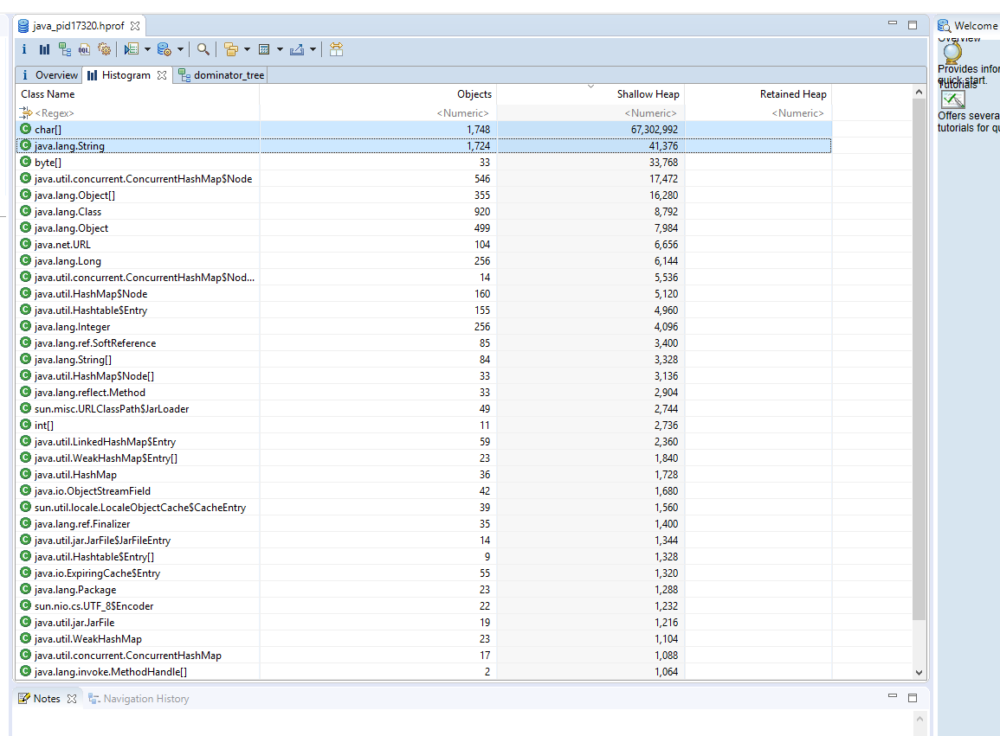 java_pid17320.hprof
Welcome
Overview
Provides infor
quick start.
Tutorials
Offers severa
tutorials for qu
i OQL
i Overview Histogram dominator_tree
Class Name Objects Shallow Heap Retained Heap
<Regex> <Numeric> <Numeric> <Numeric>
char[] 1,748 67,302,992
java.lang.String 1,724 41,376
byte[] 33 33,768
java.util.concurrent.ConcurrentHashMap$Node 546 17,472
java.lang.Object[] 355 16,280
java.lang.Class 920 8,792
java.lang.Object 499 7,984
java.net.URL 104 6,656
java.lang.Long 256 6,144
java.util.concurrent.ConcurrentHashMap$Nod... 14 5,536
java.util.HashMap$Node 160 5,120
java.util.Hashtable$Entry 155 4,960
java.lang.Integer 256 4,096
java.lang.ref.SoftReference 85 3,400
java.lang.String[] 84 3,328
java.util.HashMap$Node[] 33 3,136
java.lang.reflect.Method 33 2,904
sun.misc.URLClassPath$JarLoader 49 2,744
int[] 11 2,736
java.util.LinkedHashMap$Entry 59 2,360
java.util.WeakHashMap$Entry[] 23 1,840
java.util.HashMap 36 1,728
java.io.ObjectStreamField 42 1,680
sun.util.locale.LocaleObjectCache$CacheEntry 39 1,560
java.lang.ref.Finalizer 35 1,400
java.util.jar.JarFile$JarFileEntry 14 1,344
java.util.Hashtable$Entry[] 9 1,328
java.io.ExpiringCache$Entry 55 1,320
java.lang.Package 23 1,288
sun.nio.cs.UTF_8$Encoder 22 1,232
java.util.jar.JarFile 19 1,216
java.util.WeakHashMap 23 1,104
java.util.concurrent.ConcurrentHashMap 17 1,088
java.lang.invoke.MethodHandle[] 2 1,064
Notes Navigation History